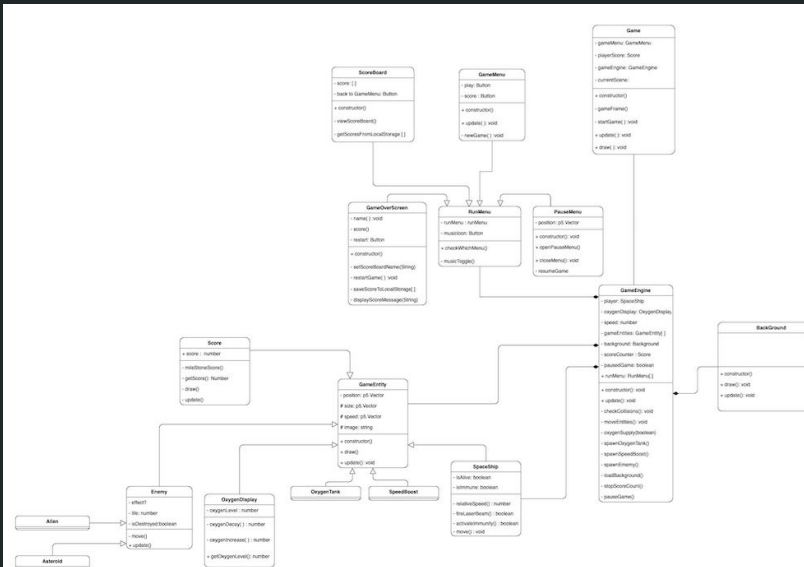 Game
- gameMenu: GameMenu
- playerScore: Score
- gameEngine: GameEngine
- currentScene:
+ constructor()
- gameFrame()
- startGame( ): void
+ update( ): void
+ draw( ): void
ScoreBoard
- score: [ ]
- back to GameMenu: Button
+ constructor()
- viewScoreBoard()
- getScoresFromLocalStorage [ ]
GameMenu
- play: Button
- score : Button
+ constructor()
+ update( ): void
- newGame( ): void
GameOverScreen
- name( ) :void
- score()
- restart: Button
+ constructor()
- setScoreBoardName(String)
- restartGame( ): void
- saveScoreToLocalStorage[ ]
- displayScoreMessage(String)
RunMenu
- runMenu : runMenu
- musicIcon: Button
+ checkWhichMenu()
- musicToggle()
PauseMenu
- position: p5.Vector
+ constructor(): void
+ openPauseMenu()
+ closeMenu(): void
- resumeGame
GameEngine
- player: SpaceShip
- oxygenDisplay: OxygenDisplay,
- speed: number
- gameEntities: GameEntity[ ]
- background: Background
- scoreCounter : Score
- pausedGame: boolean
+ runMenu: RunMenu[ ]
+ constructor(): void
+ update(): void
- checkCollisions(): void
- moveEntities(): void
- oxygenSupply(boolean)
- spawnOxygenTank()
- spawnSpeedBoost()
- loadBackground()
- stopScoreCount()
- pauseGame()
BackGround
+ constructor()
+ draw(): void
+ update(): void
Score
+ score : number
- mileStoneScore()
- getScore(): Number
- draw()
- update()
GameEntity
- position: p5.Vector
# size: p5.Vector
# speed: p5.Vector
# image: string
+ constructor()
+ draw()
+ update(): void
Enemy
- effect?
- isDestroyed:boolean
- move()
+ update()
OxygenDisplay
- oxygenLevel : number
- oxygenDecay( ) : number
- oxygenIncrease( ) : number
+ getOxygenLevel(): number
OxygenTank
SpeedBoost
SpaceShip
- isAlive: boolean
- isImmune: boolean
- relativeSpeed() : number
- fireLaserBeam() : boolean
- activateImmunity() : boolean
- move() : void
Alien
Asteroid